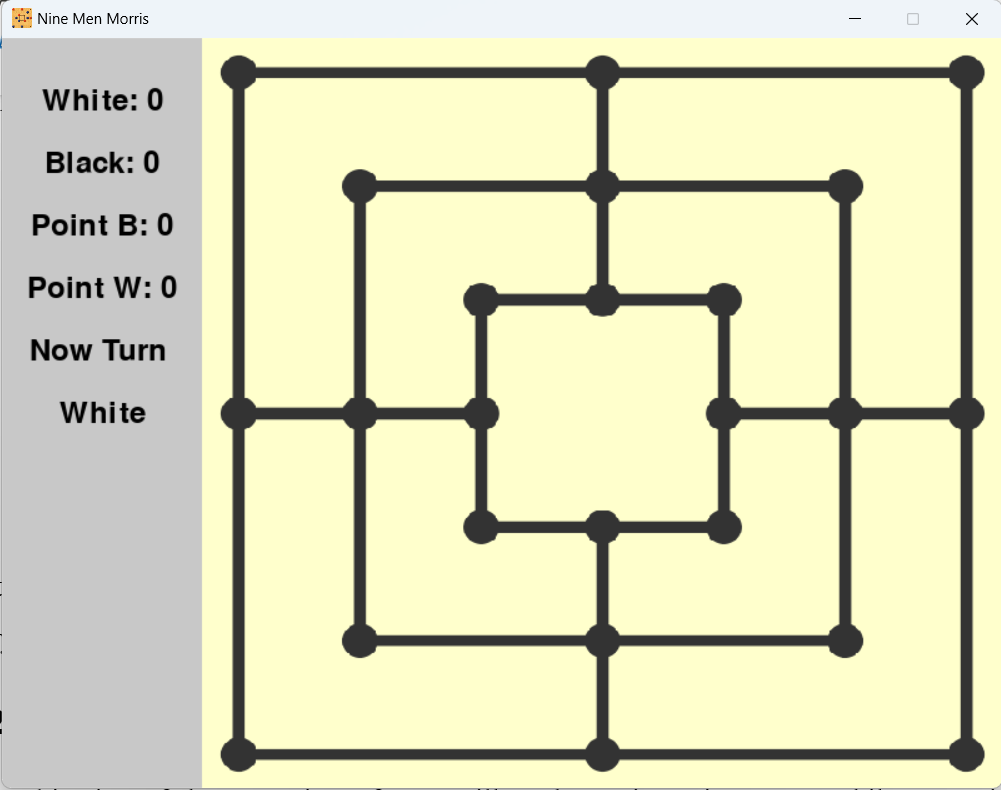 Nine Men Morris
White: 0
Black: 0
Point B: 0
Point W: 0
Now Turn
White